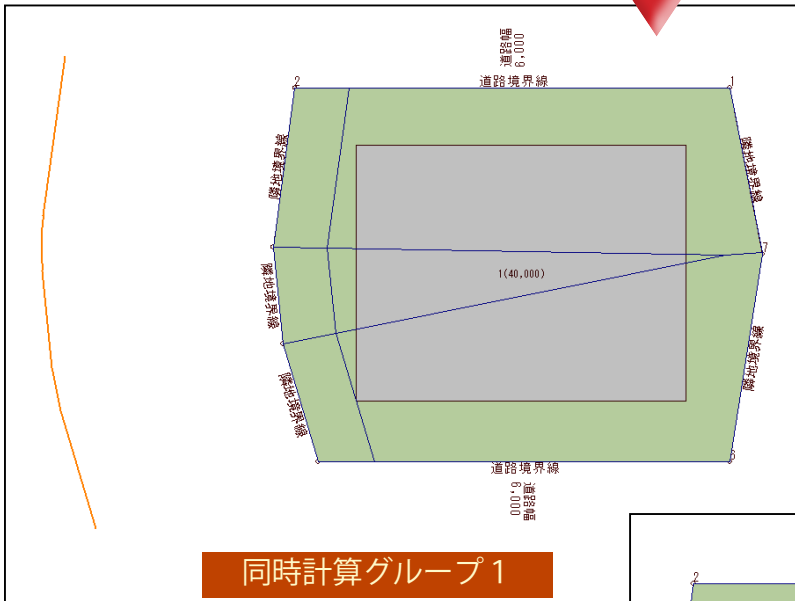 道路幅
6,000
道路境界線
2
1
隣地境界線
隣地境界線
7
1(40,000)
隣地境界線
隣地境界線
隣地境界線
道路境界線
道路幅
6,000
同時計算グループ 1
2